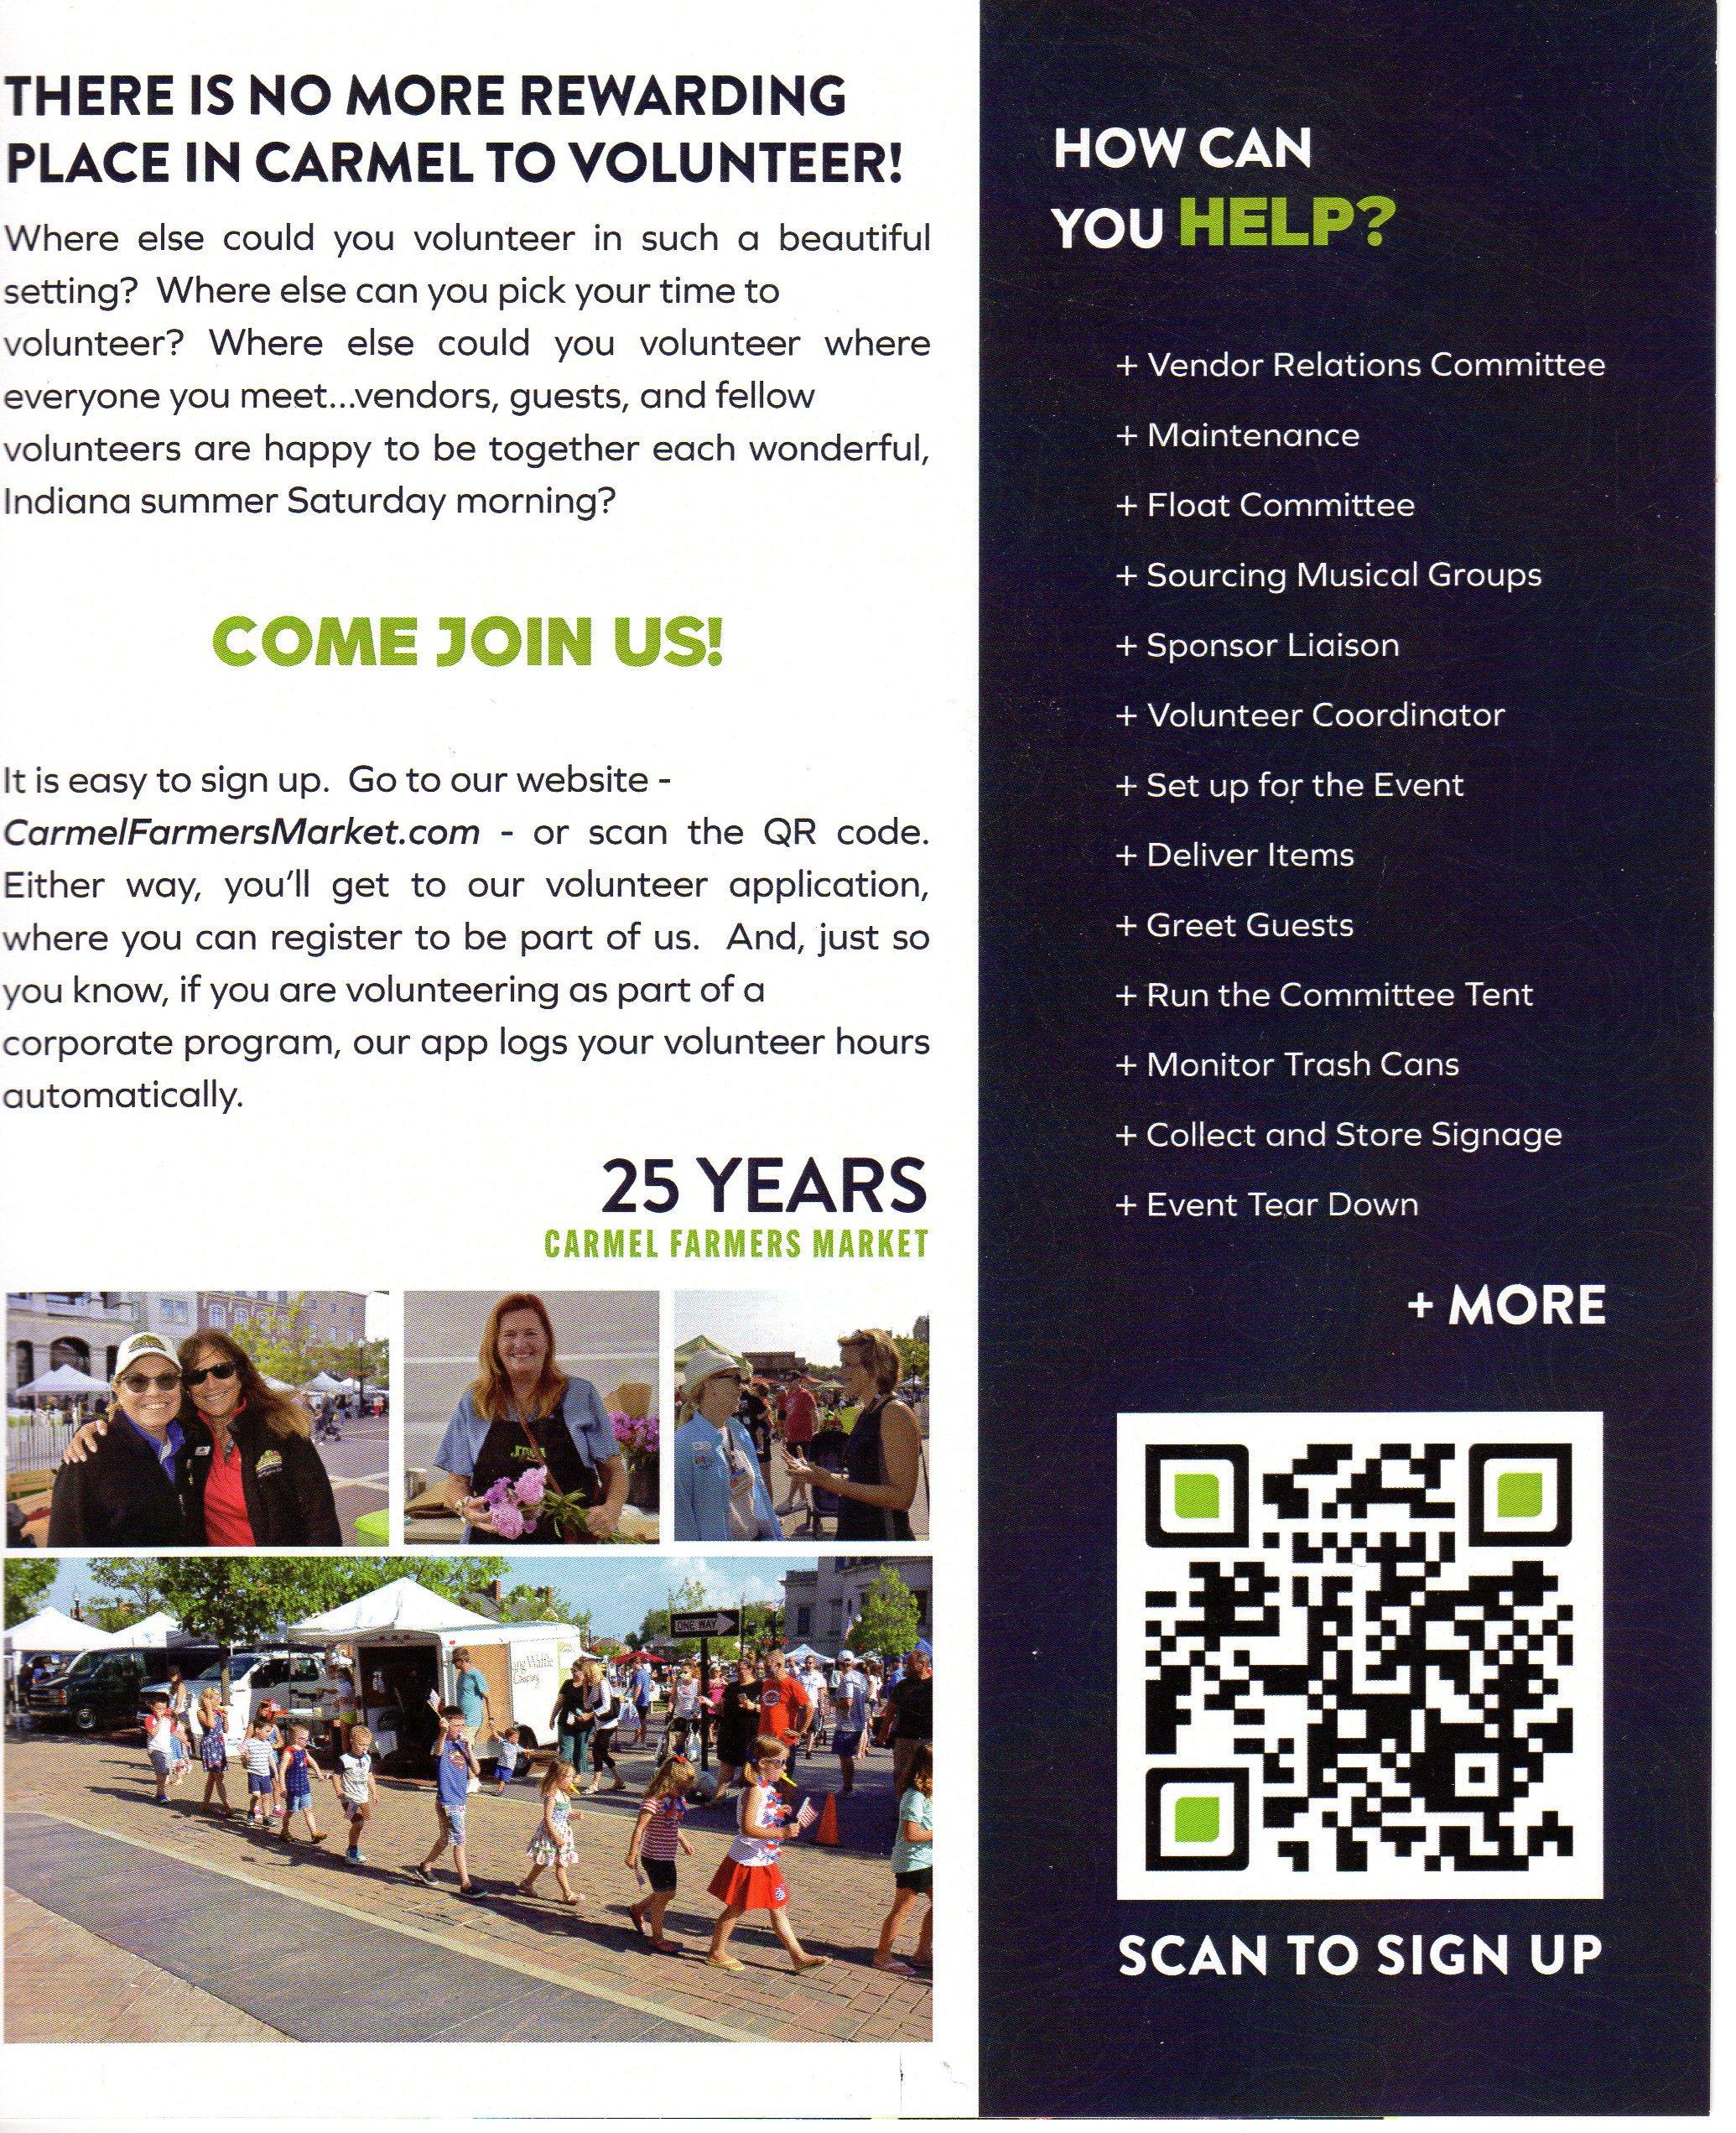 THERE IS NO MORE REWARDING
PLACE IN CARMEL TO VOLUNTEER!
Where else could you volunteer in such a beautiful
setting? Where else can you pick your time to
volunteer? Where else could you volunteer where
everyone you meet...vendors, guests, and fellow
volunteers are happy to be together each wonderful,
Indiana summer Saturday morning?
COME JOIN US!
It is easy to sign up. Go to our website -
CarmelFarmersMarket.com - or scan the QR code.
Either way, you'll get to our volunteer application,
where you can register to be part of us. And, just so
you know, if you are volunteering as part of a
corporate program, our app logs your volunteer hours
automatically.
25 YEARS
CARMEL FARMERS MARKET
ONE WAY
HOW CAN
YOU HELP?
+ Vendor Relations Committee
+ Maintenance
+ Float Committee
+ Sourcing Musical Groups
+ Sponsor Liaison
+ Volunteer Coordinator
+ Set up for the Event
+ Deliver Items
+ Greet Guests
+ Run the Committee Tent
+ Monitor Trash Cans
+ Collect and Store Signage
+ Event Tear Down
+ MORE
SCAN TO SIGN UP